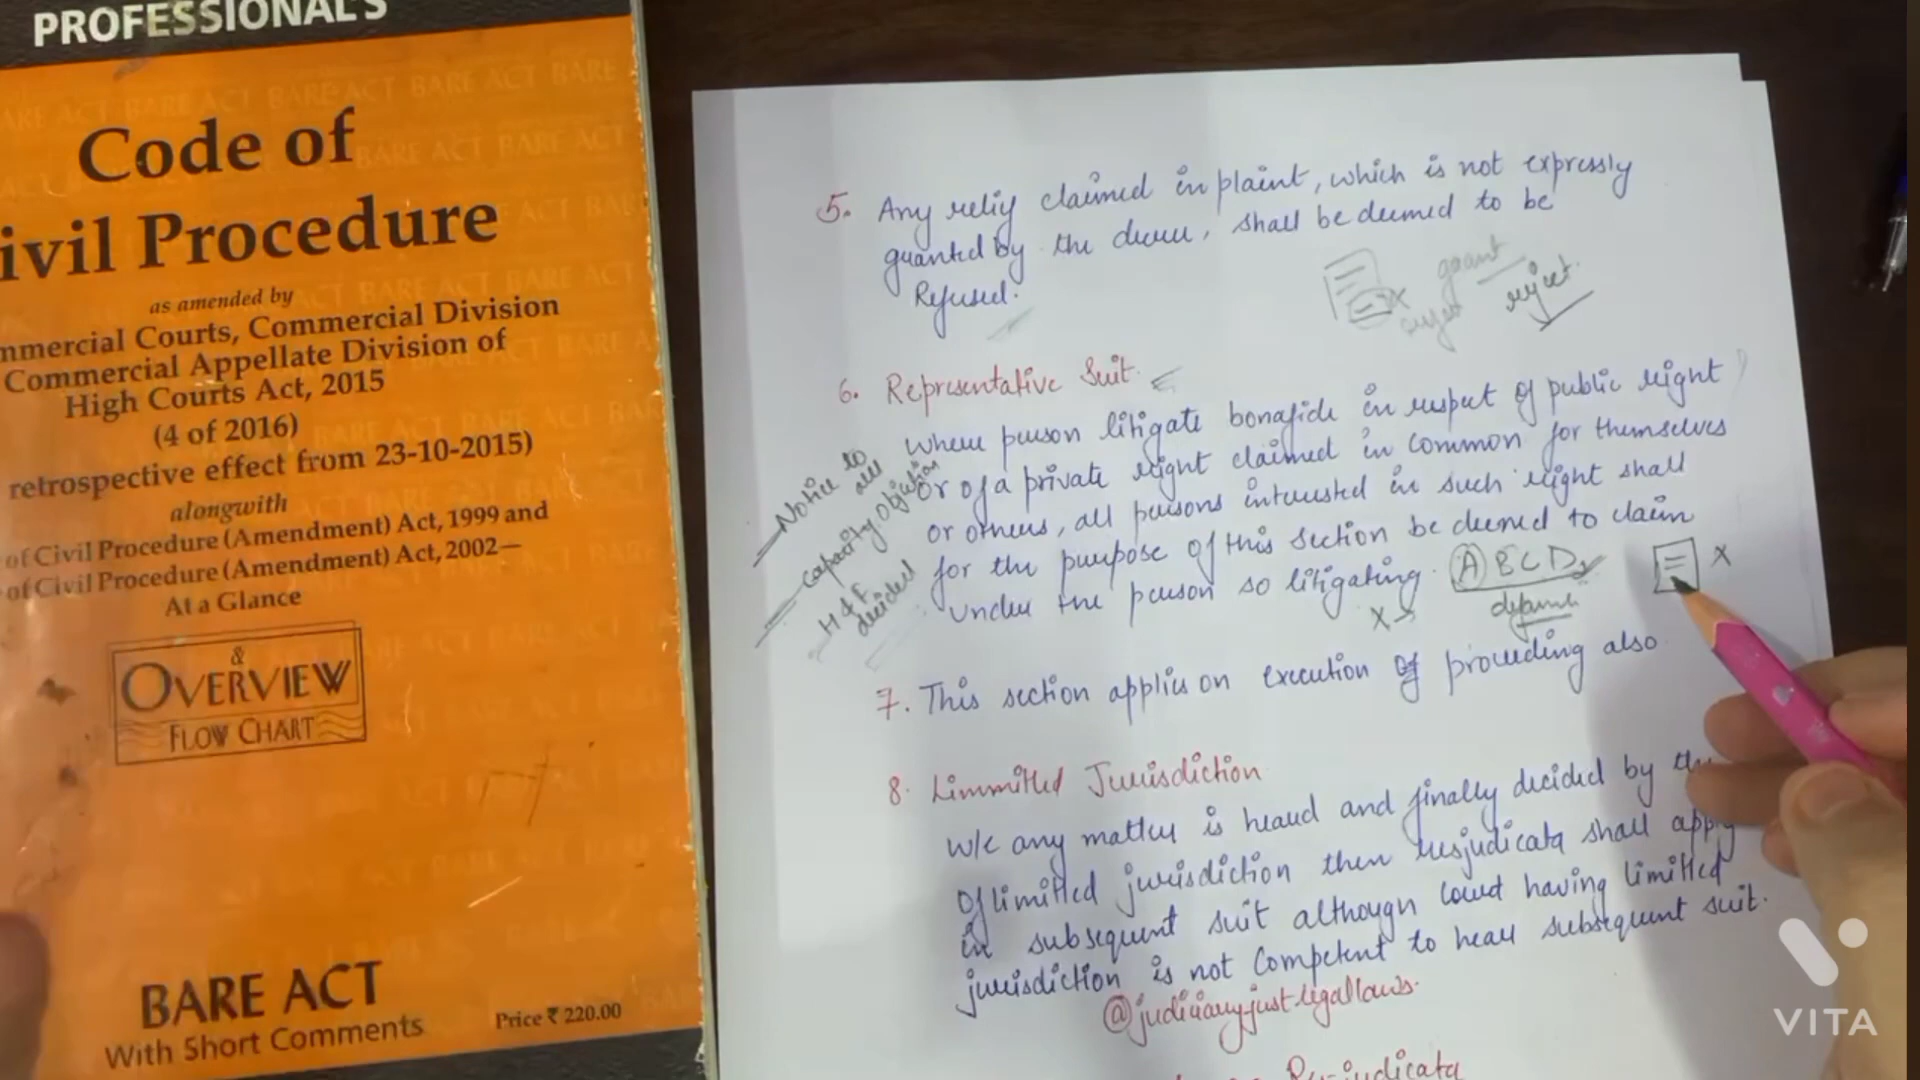 PROFESSIONAL'S
Code of
ivil Procedure
as amended by
mmercial Courts, Commercial Division
Commercial Appellate Division of
High Courts Act, 2015
(4 of 2016)
retrospective effect from 23-10-2015)
alongwith
of Civil Procedure (Amendment) Act, 1999 and
of Civil Procedure (Amendment) Act, 2002—
At a Glance
&
OVERVIEW
FLOW CHART
BARE ACT
With Short Comments
Price ₹ 220.00
5. Any relief claimed in plaint, which is not expressly
granted by the decree, shall be deemed to be
Refused.
grant
reject
6. Representative Suit
Where person litigate bonafide in respect of public right
or of a private right claimed in common for themselves
or others, all persons interested in such right shall
for the purpose of this section be deemed to claim
under the person so litigating.
Notice to
all
capacity objection
H & F
decided
A B C D
X
X
7. This section applies on execution of proceeding also
8. Limmitled Jurisdiction
W/c any matter is heard and finally decided by the
of limitled jurisdiction then resjudicata shall apply
in subsequent suit although court having limitled
jurisdiction is not competent to hear subsequent suit.
@judiciaryjustlegallaws.
Resjudicata
VITA